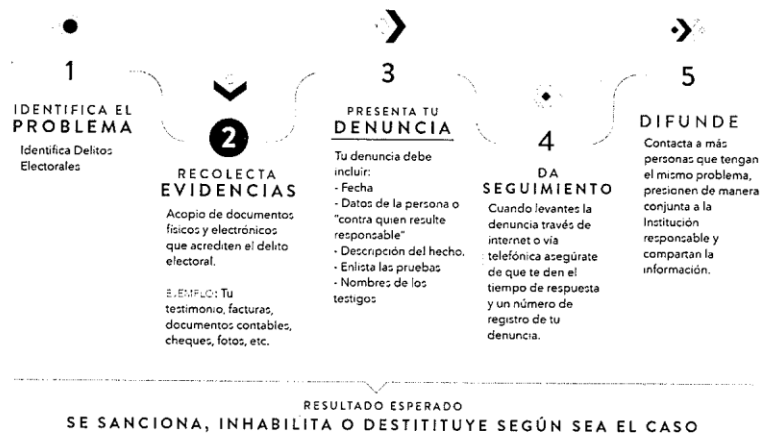 1
IDENTIFICA EL
PROBLEMA
Identifica Delitos
Electorales
2
RECOLECTA
EVIDENCIAS
Acopio de documentos
físicos y electrónicos
que acrediten el delito
electoral.
EJEMPLO: Tu
testimonio, facturas,
documentos contables,
cheques, fotos, etc.
3
PRESENTA TU
DENUNCIA
Tu denuncia debe
incluir:
- Fecha
- Datos de la persona o
"contra quien resulte
responsable"
- Descripción del hecho.
- Enlista las pruebas
- Nombres de los
testigos
4
DA
SEGUIMIENTO
Cuando levantes la
denuncia través de
internet o vía
telefónica asegúrate
de que te den el
tiempo de respuesta
y un número de
registro de tu
denuncia.
5
DIFUNDE
Contacta a más
personas que tengan
el mismo problema,
presionen de manera
conjunta a la
Institución
responsable y
compartan la
información.
RESULTADO ESPERADO
SE SANCIONA, INHABILITA O DESTITITUYE SEGÚN SEA EL CASO